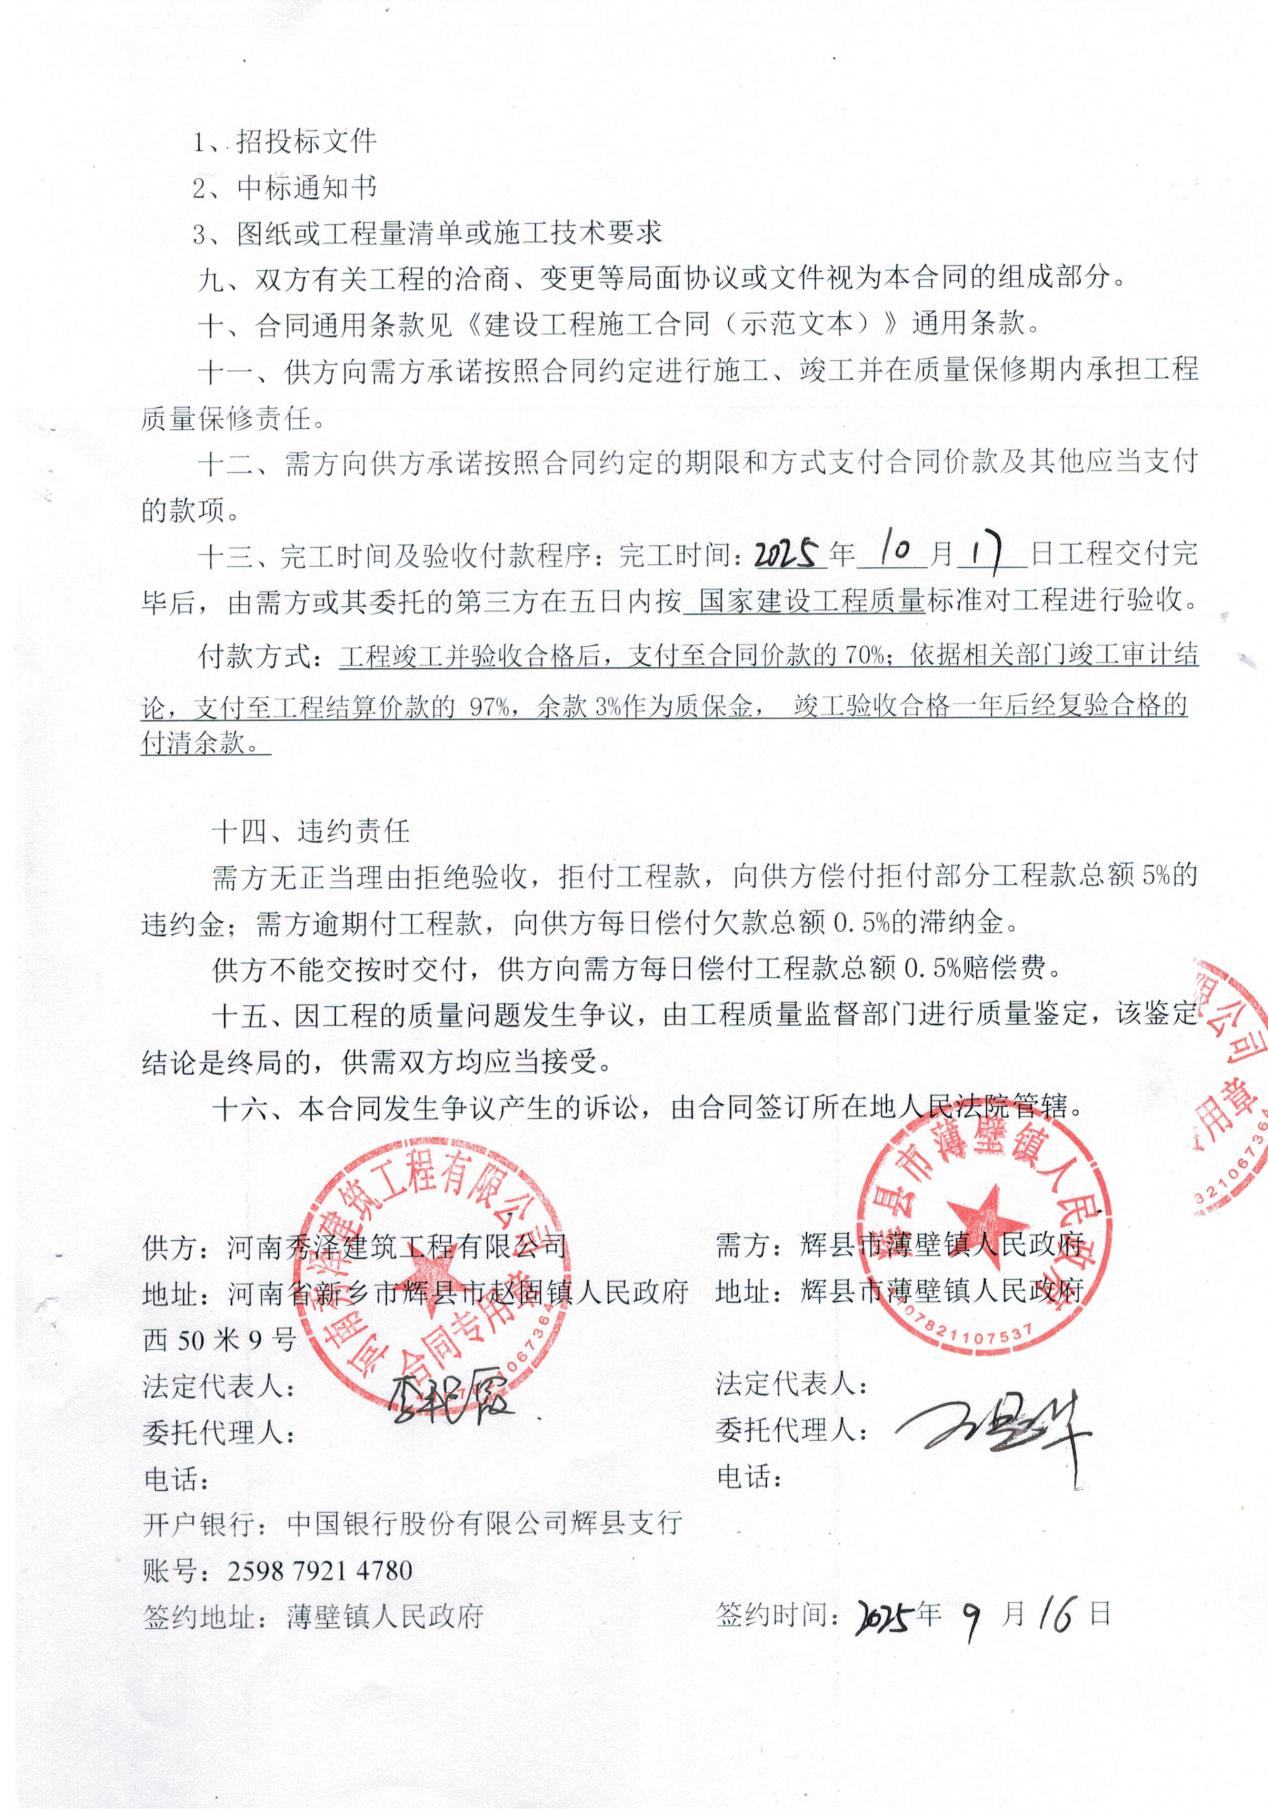 1、招投标文件
2、中标通知书
3、图纸或工程量清单或施工技术要求
九、双方有关工程的洽商、变更等局面协议或文件视为本合同的组成部分。
十、合同通用条款见《建设工程施工合同（示范文本）》通用条款。
十一、供方向需方承诺按照合同约定进行施工、竣工并在质量保修期内承担工程
质量保修责任。
十二、需方向供方承诺按照合同约定的期限和方式支付合同价款及其他应当支付
的款项。
十三、完工时间及验收付款程序：完工时间：2025年 10 月 17 日工程交付完
毕后，由需方或其委托的第三方在五日内按 国家建设工程质量标准对工程进行验收。
付款方式：工程竣工并验收合格后，支付至合同价款的70%；依据相关部门竣工审计结
论，支付至工程结算价款的 97%，余款3%作为质保金， 竣工验收合格一年后经复验合格的
付清余款。
十四、违约责任
需方无正当理由拒绝验收，拒付工程款，向供方偿付拒付部分工程款总额5%的
违约金；需方逾期付工程款，向供方每日偿付欠款总额0.5%的滞纳金。
供方不能交按时交付，供方向需方每日偿付工程款总额0.5%赔偿费。
十五、因工程的质量问题发生争议，由工程质量监督部门进行质量鉴定，该鉴定
结论是终局的，供需双方均应当接受。
十六、本合同发生争议产生的诉讼，由合同签订所在地人民法院管辖。
限公司
专用章
321067364
河南秀泽建筑工程有限公司
合同专用章
辉县市薄壁镇人民政府
4107821107537
供方：河南秀泽建筑工程有限公司
地址：河南省新乡市辉县市赵固镇人民政府
西50米9号
法定代表人：
委托代理人：
电话：
开户银行：中国银行股份有限公司辉县支行
账号：2598 7921 4780
签约地址：薄壁镇人民政府
需方：辉县市薄壁镇人民政府
地址：辉县市薄壁镇人民政府
法定代表人：
委托代理人：
电话：
签约时间：2025年 9 月 16 日